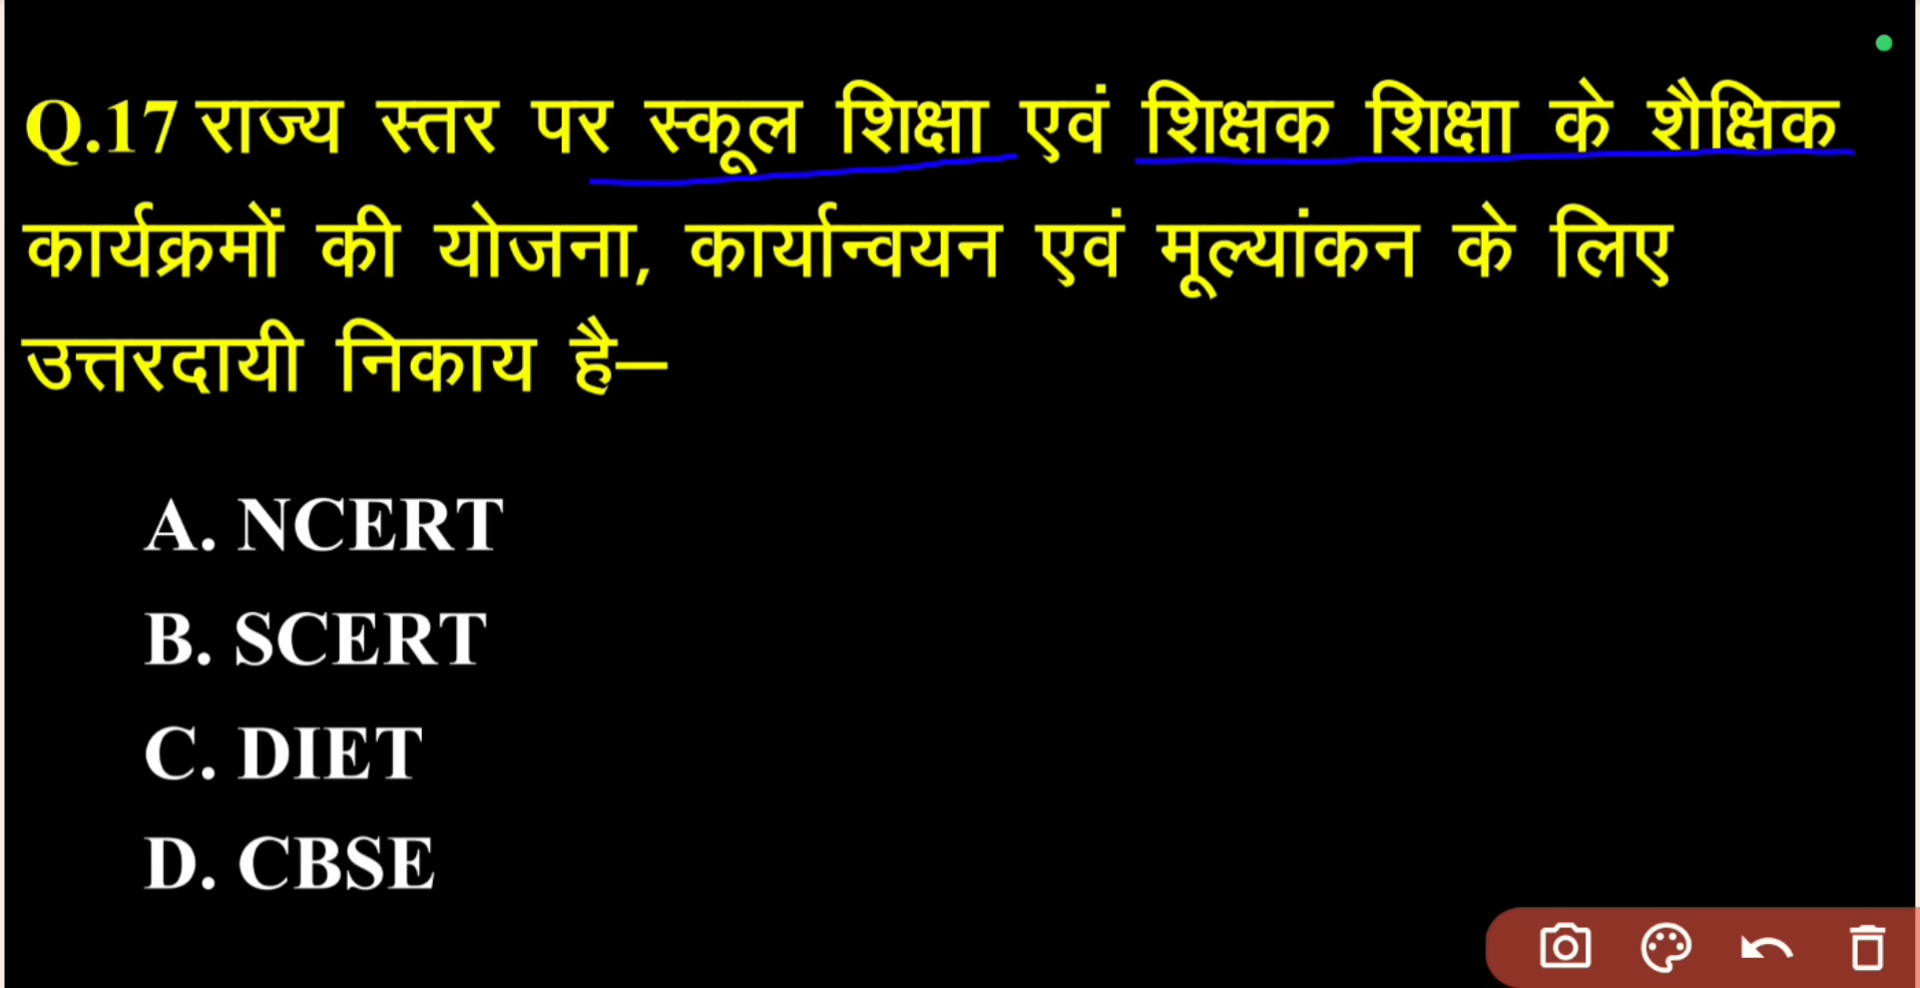 Q.17 राज्य स्तर पर स्कूल शिक्षा एवं शिक्षक शिक्षा के शैक्षिक
कार्यक्रमों की योजना, कार्यान्वयन एवं मूल्यांकन के लिए
उत्तरदायी निकाय है–
A. NCERT
B. SCERT
C. DIET
D. CBSE